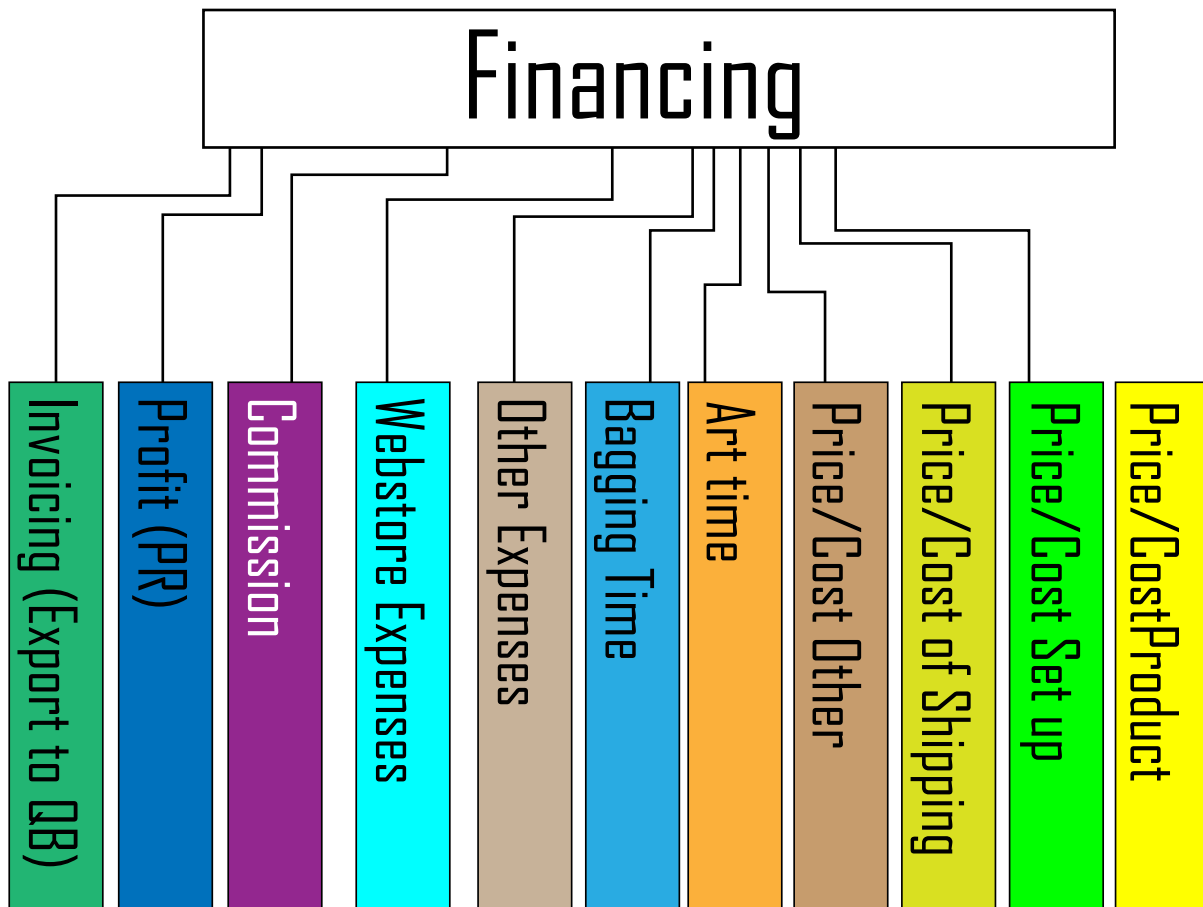 Financing
Invoicing (Export to QB)
Profit (PR)
Commission
Webstore Expenses
Other Expenses
Bagging Time
Art time
Price/Cost Other
Price/Cost of Shipping
Price/Cost Set up
Price/CostProduct